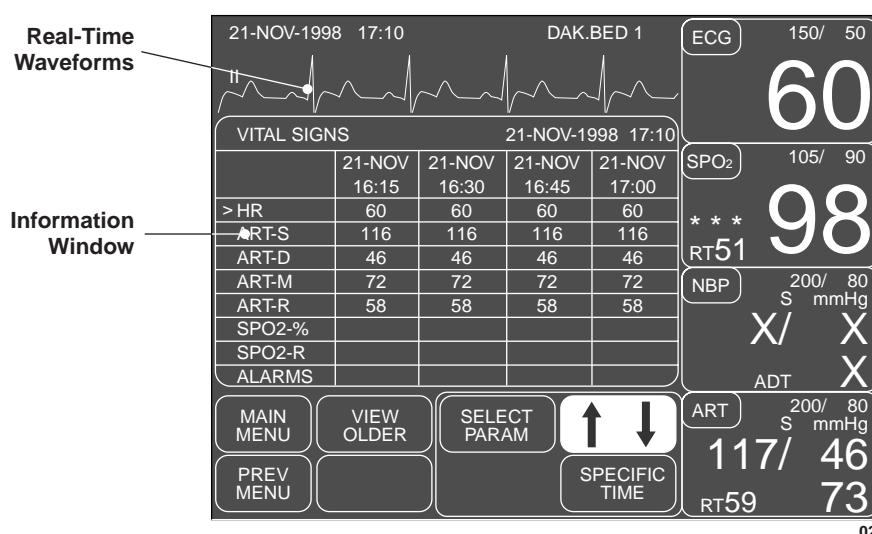 Real-Time
Waveforms
Information
Window
21-NOV-1998 17:10 DAK.BED 1
II
VITAL SIGNS 21-NOV-1998 17:10
21-NOV 21-NOV 21-NOV 21-NOV
16:15 16:30 16:45 17:00
>HR 60 60 60 60
ART-S 116 116 116 116
ART-D 46 46 46 46
ART-M 72 72 72 72
ART-R 58 58 58 58
SPO2-%
SPO2-R
ALARMS
MAIN
MENU
VIEW
OLDER
SELECT
PARAM
PREV
MENU
SPECIFIC
TIME
ECG 150/ 50
60
SPO2 105/ 90
* * *
98
RT51
NBP 200/ 80
S mmHg
X/ X
ADT X
ART 200/ 80
S mmHg
117/ 46
RT59 73